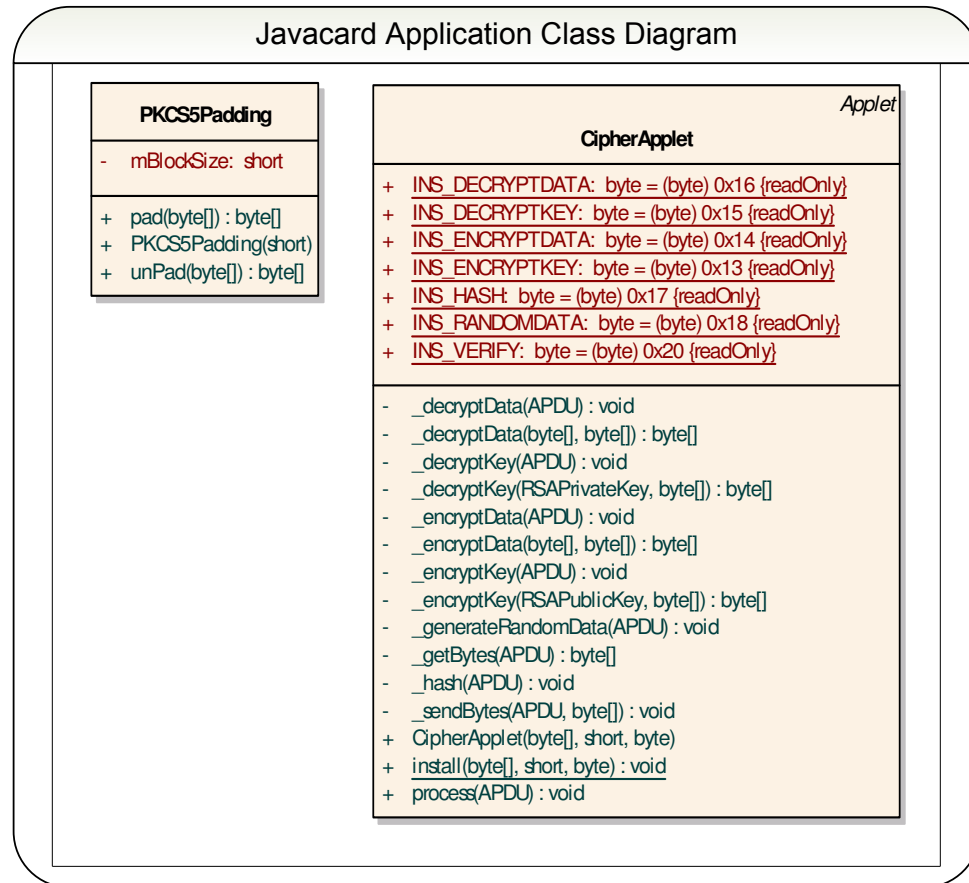 Javacard Application Class Diagram
PKCS5Padding
- mBlockSize: short
+ pad(byte[]) : byte[]
+ PKCS5Padding(short)
+ unPad(byte[]) : byte[]
Applet
CipherApplet
+ INS_DECRYPTDATA: byte = (byte) 0x16 {readOnly}
+ INS_DECRYPTKEY: byte = (byte) 0x15 {readOnly}
+ INS_ENCRYPTDATA: byte = (byte) 0x14 {readOnly}
+ INS_ENCRYPTKEY: byte = (byte) 0x13 {readOnly}
+ INS_HASH: byte = (byte) 0x17 {readOnly}
+ INS_RANDOMDATA: byte = (byte) 0x18 {readOnly}
+ INS_VERIFY: byte = (byte) 0x20 {readOnly}
- _decryptData(APDU) : void
- _decryptData(byte[], byte[]) : byte[]
- _decryptKey(APDU) : void
- _decryptKey(RSAPrivateKey, byte[]) : byte[]
- _encryptData(APDU) : void
- _encryptData(byte[], byte[]) : byte[]
- _encryptKey(APDU) : void
- _encryptKey(RSAPublicKey, byte[]) : byte[]
- _generateRandomData(APDU) : void
- _getBytes(APDU) : byte[]
- _hash(APDU) : void
- _sendBytes(APDU, byte[]) : void
+ CipherApplet(byte[], short, byte)
+ install(byte[], short, byte) : void
+ process(APDU) : void